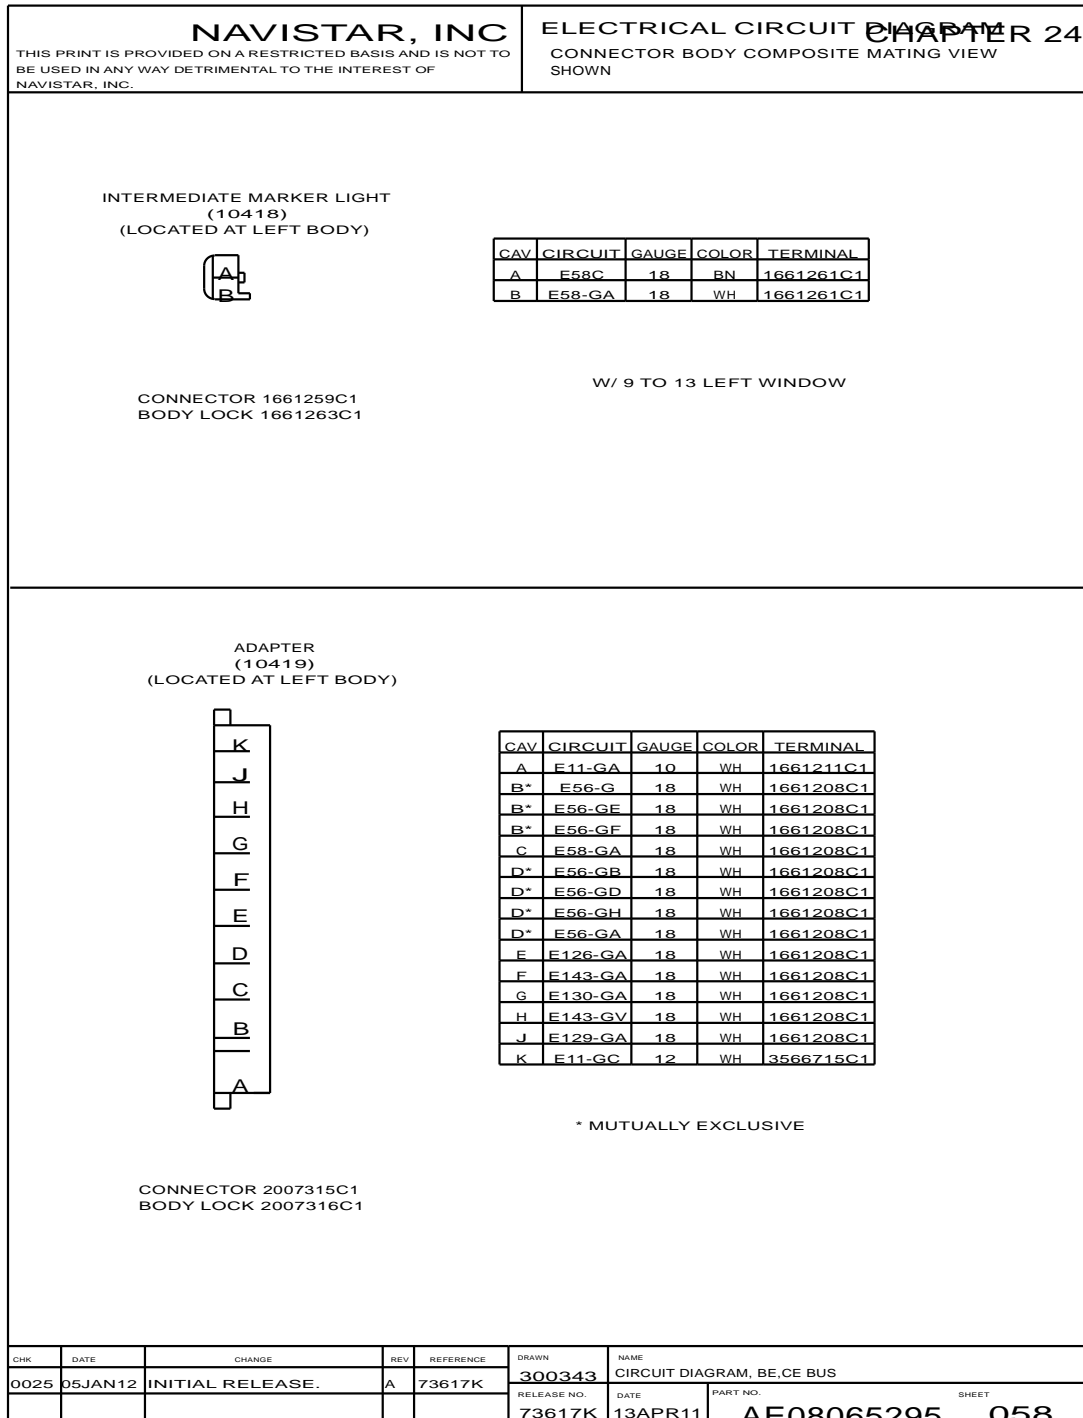 NAVISTAR, INC
THIS PRINT IS PROVIDED ON A RESTRICTED BASIS AND IS NOT TO
BE USED IN ANY WAY DETRIMENTAL TO THE INTEREST OF
NAVISTAR, INC.
ELECTRICAL CIRCUIT DIAGRAM
CHAPTER 24
CONNECTOR BODY COMPOSITE MATING VIEW
SHOWN
INTERMEDIATE MARKER LIGHT
(10418)
(LOCATED AT LEFT BODY)
A
B
CONNECTOR 1661259C1
BODY LOCK 1661263C1
CAV CIRCUIT GAUGE COLOR TERMINAL
A E58C 18 BN 1661261C1
B E58-GA 18 WH 1661261C1
W/ 9 TO 13 LEFT WINDOW
ADAPTER
(10419)
(LOCATED AT LEFT BODY)
K
J
H
G
F
E
D
C
B
A
CONNECTOR 2007315C1
BODY LOCK 2007316C1
CAV CIRCUIT GAUGE COLOR TERMINAL
A E11-GA 10 WH 1661211C1
B* E56-G 18 WH 1661208C1
B* E56-GE 18 WH 1661208C1
B* E56-GF 18 WH 1661208C1
C E58-GA 18 WH 1661208C1
D* E56-GB 18 WH 1661208C1
D* E56-GD 18 WH 1661208C1
D* E56-GH 18 WH 1661208C1
D* E56-GA 18 WH 1661208C1
E E126-GA 18 WH 1661208C1
F E143-GA 18 WH 1661208C1
G E130-GA 18 WH 1661208C1
H E143-GV 18 WH 1661208C1
J E129-GA 18 WH 1661208C1
K E11-GC 12 WH 3566715C1
* MUTUALLY EXCLUSIVE
CHK DATE CHANGE REV REFERENCE
0025 05JAN12 INITIAL RELEASE. A 73617K
DRAWN
300343
NAME
CIRCUIT DIAGRAM, BE,CE BUS
RELEASE NO.
73617K
DATE
13APR11
PART NO.
AE08065295
SHEET
058